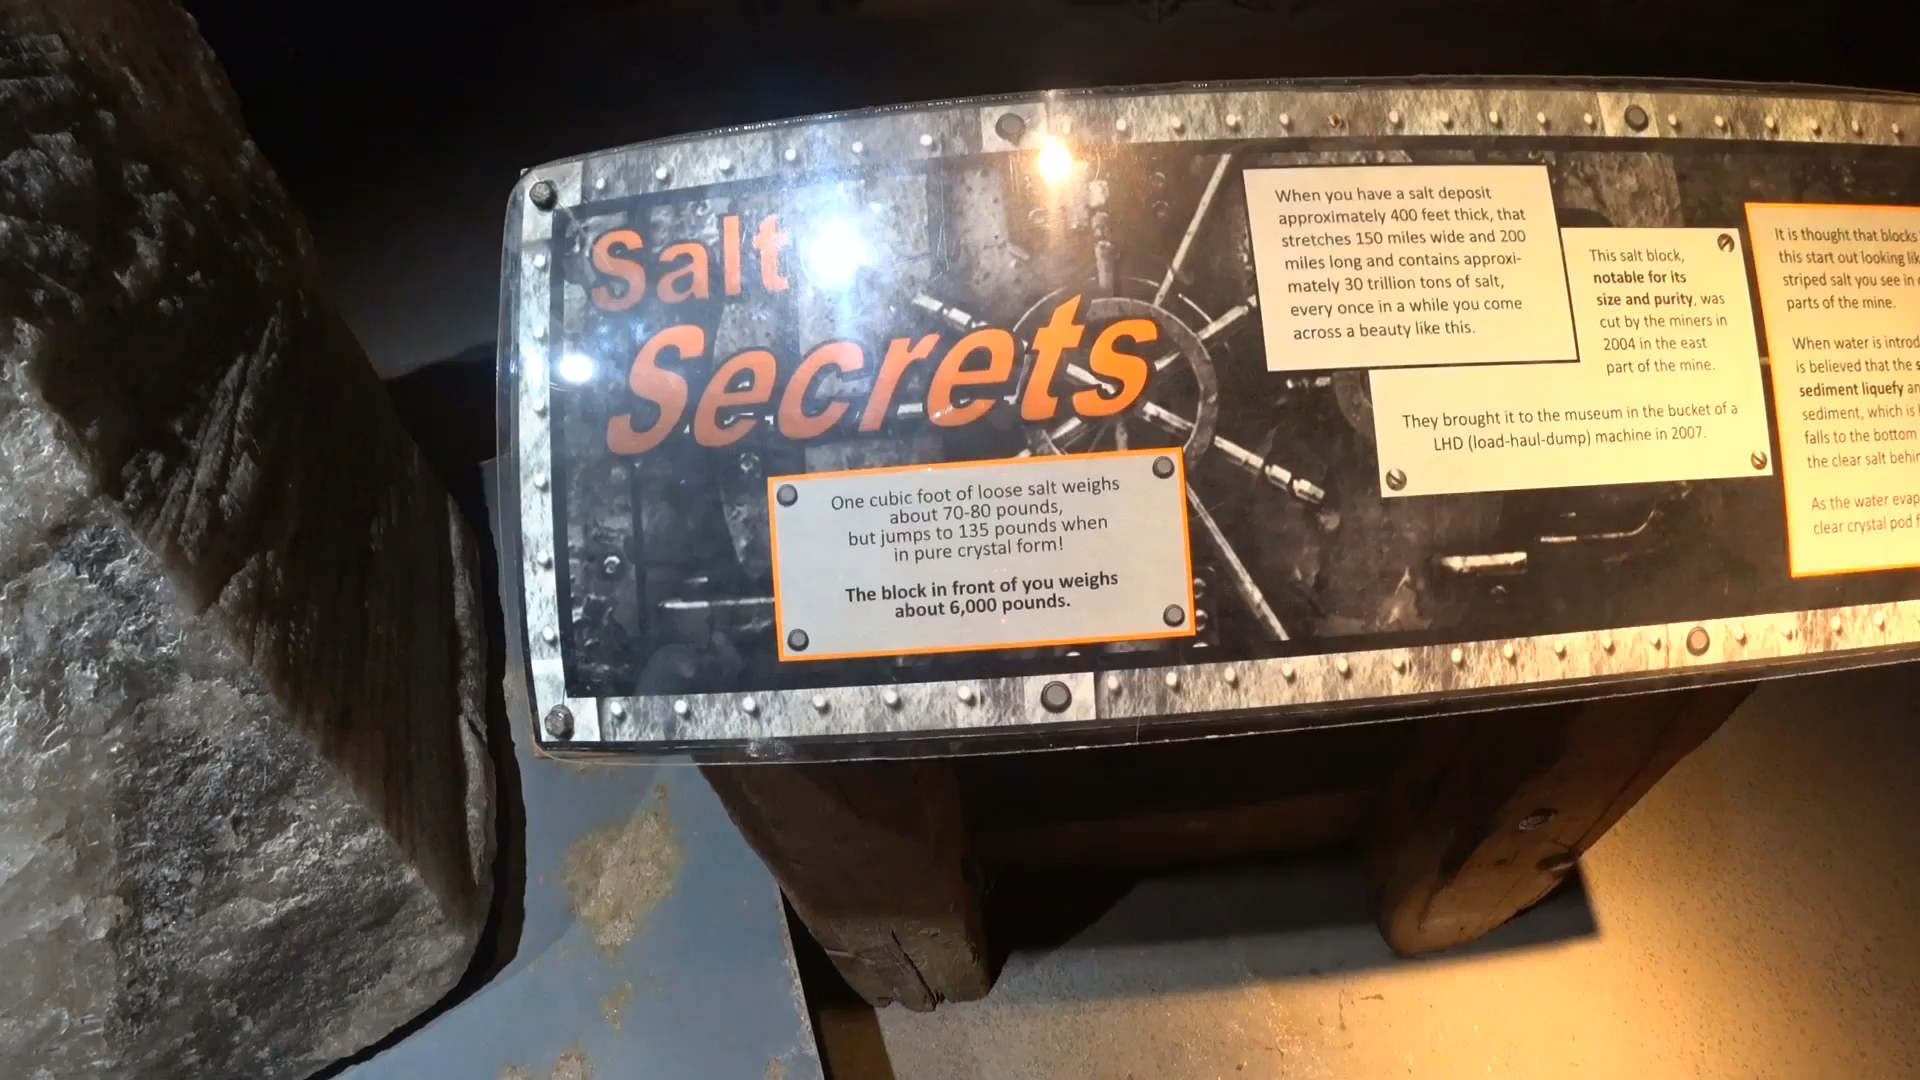 Salt
Secrets
One cubic foot of loose salt weighs
about 70-80 pounds,
but jumps to 135 pounds when
in pure crystal form!
The block in front of you weighs
about 6,000 pounds.
When you have a salt deposit
approximately 400 feet thick, that
stretches 150 miles wide and 200
miles long and contains approxi-
mately 30 trillion tons of salt,
every once in a while you come
across a beauty like this.
This salt block,
notable for its
size and purity, was
cut by the miners in
2004 in the east
part of the mine.
They brought it to the museum in the bucket of a
LHD (load-haul-dump) machine in 2007.
It is thought that blocks
this start out looking
striped salt you see in
parts of the mine.
When water is
is believed that the
sediment liquefy
sediment, which is
falls to the bottom
the clear salt
As the water
clear crystal pod